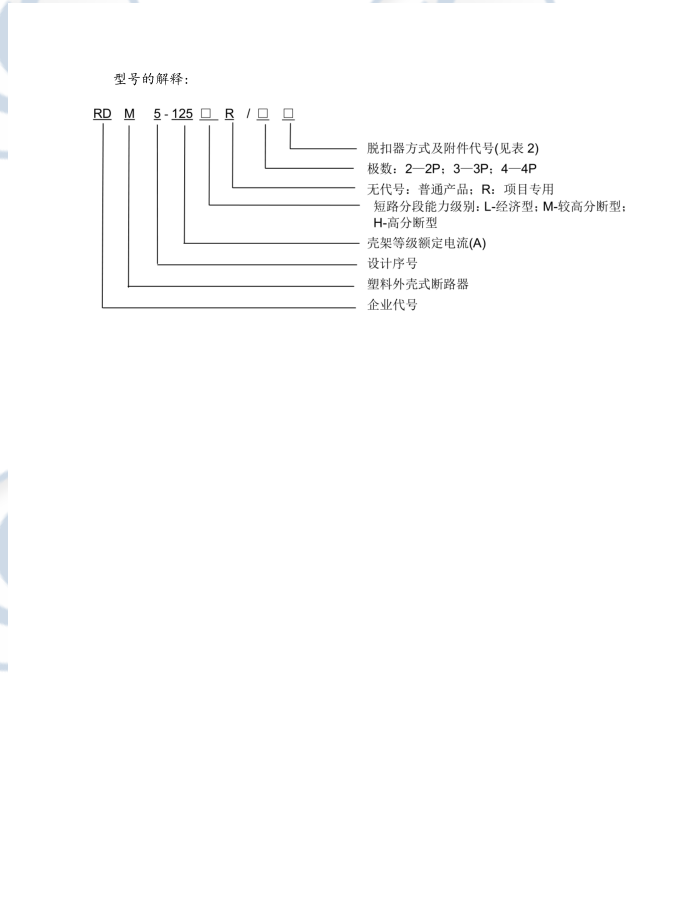 型号的解释：
RD M 5 - 125 □ R / □ □
脱扣器方式及附件代号(见表 2)
极数：2—2P；3—3P；4—4P
无代号：普通产品；R：项目专用
短路分段能力级别：L-经济型；M-较高分断型；
H-高分断型
壳架等级额定电流(A)
设计序号
塑料外壳式断路器
企业代号